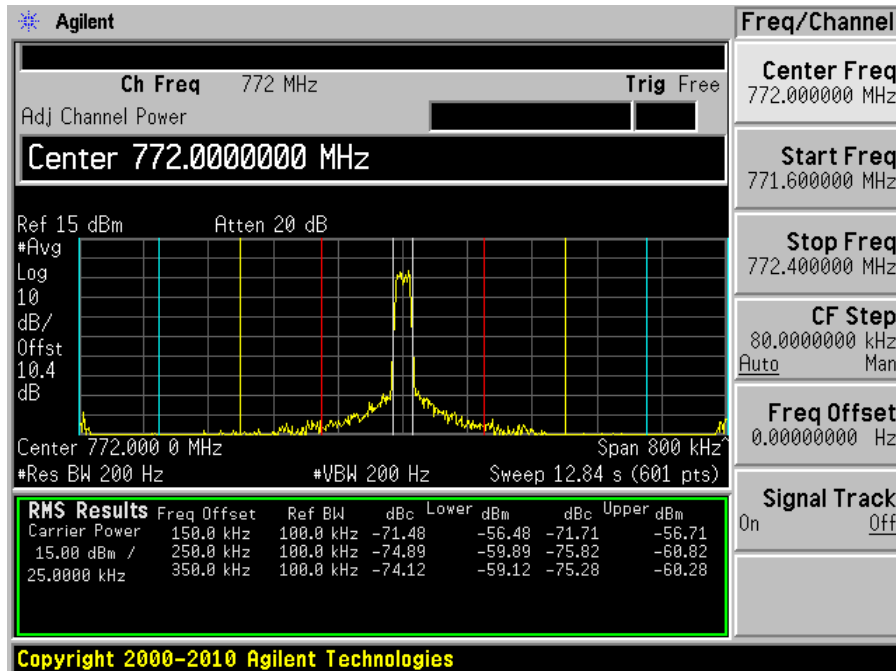 Agilent
Freq/Channel
Ch Freq 772 MHz Trig Free
Adj Channel Power
Center 772.0000000 MHz
Ref 15 dBm Atten 20 dB
#Avg
Log
10
dB/
Offst
10.4
dB
Center 772.000 0 MHz Span 800 kHz^
#Res BW 200 Hz #VBW 200 Hz Sweep 12.84 s (601 pts)
RMS Results Freq Offset Ref BW dBc Lower dBm dBc Upper dBm
Carrier Power 150.0 kHz 100.0 kHz -71.48 -56.48 -71.71 -56.71
15.00 dBm / 250.0 kHz 100.0 kHz -74.89 -59.89 -75.82 -60.82
25.0000 kHz 350.0 kHz 100.0 kHz -74.12 -59.12 -75.28 -60.28
Center Freq
772.000000 MHz
Start Freq
771.600000 MHz
Stop Freq
772.400000 MHz
CF Step
80.0000000 kHz
Auto Man
Freq Offset
0.00000000 Hz
Signal Track
On Off
Copyright 2000-2010 Agilent Technologies